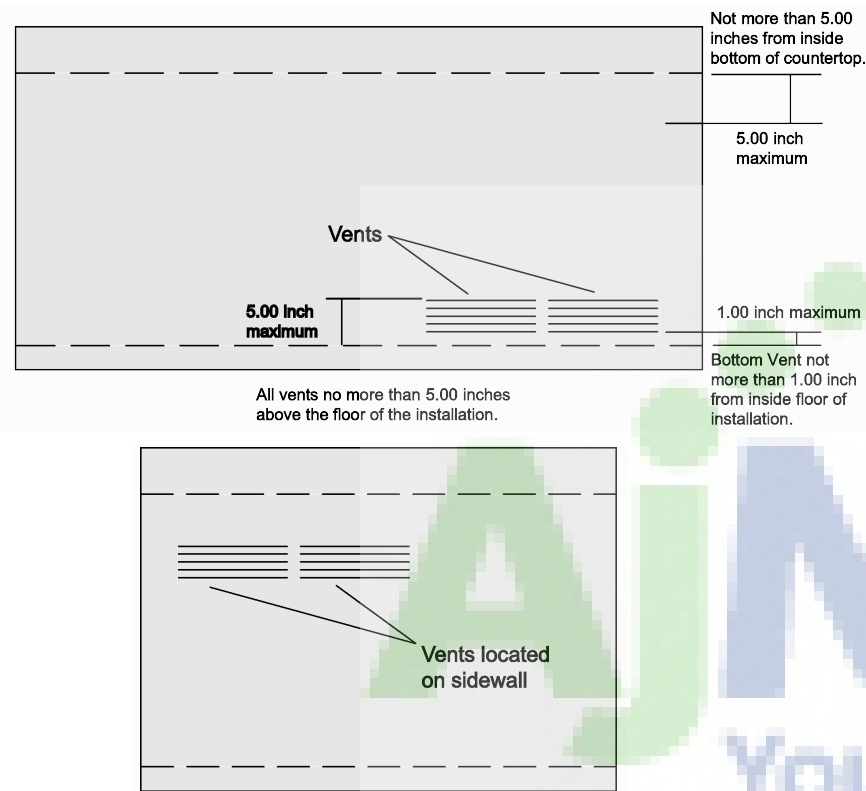 Not more than 5.00
inches from inside
bottom of countertop.
5.00 inch
maximum
Vents
5.00 inch
maximum
1.00 inch maximum
Bottom Vent not
more than 1.00 inch
from inside floor of
installation.
All vents no more than 5.00 inches
above the floor of the installation.
Vents located
on sidewall